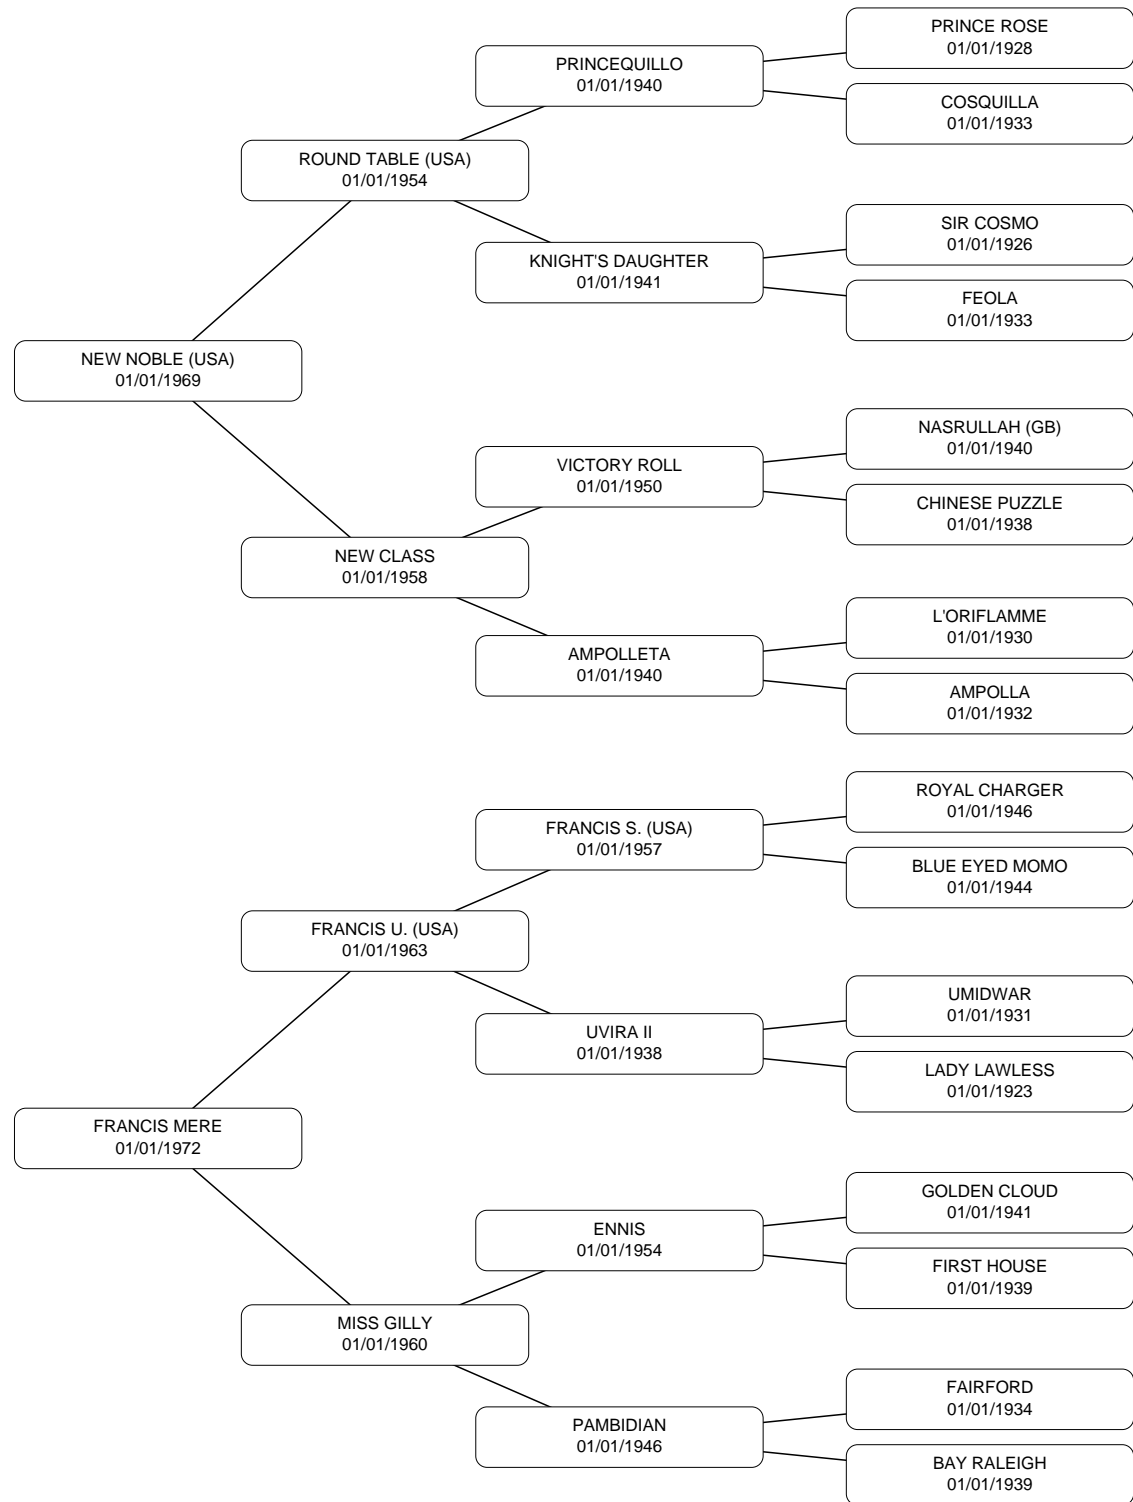 PRINCE ROSE
01/01/1928
PRINCEQUILLO
01/01/1940
COSQUILLA
01/01/1933
ROUND TABLE (USA)
01/01/1954
SIR COSMO
01/01/1926
KNIGHT'S DAUGHTER
01/01/1941
FEOLA
01/01/1933
NEW NOBLE (USA)
01/01/1969
NASRULLAH (GB)
01/01/1940
VICTORY ROLL
01/01/1950
CHINESE PUZZLE
01/01/1938
NEW CLASS
01/01/1958
L'ORIFLAMME
01/01/1930
AMPOLLETA
01/01/1940
AMPOLLA
01/01/1932
ROYAL CHARGER
01/01/1946
FRANCIS S. (USA)
01/01/1957
BLUE EYED MOMO
01/01/1944
FRANCIS U. (USA)
01/01/1963
UMIDWAR
01/01/1931
UVIRA II
01/01/1938
LADY LAWLESS
01/01/1923
FRANCIS MERE
01/01/1972
GOLDEN CLOUD
01/01/1941
ENNIS
01/01/1954
FIRST HOUSE
01/01/1939
MISS GILLY
01/01/1960
FAIRFORD
01/01/1934
PAMBIDIAN
01/01/1946
BAY RALEIGH
01/01/1939